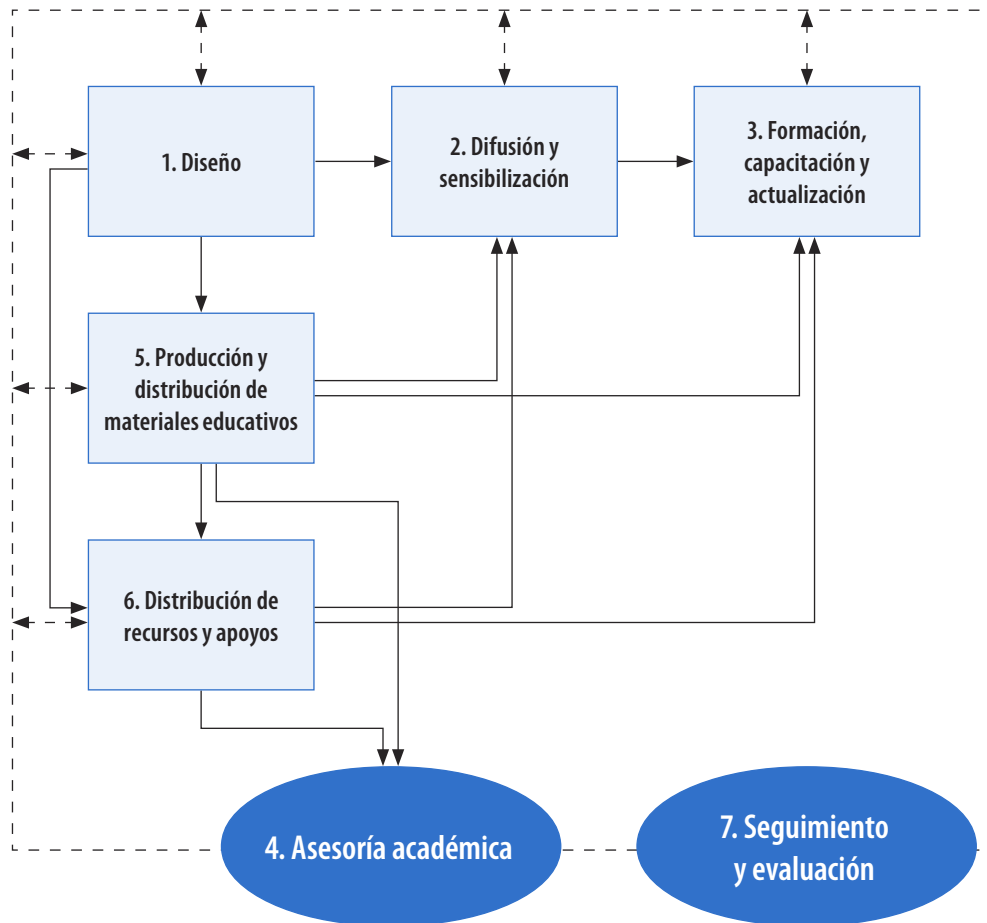 1. Diseño
2. Difusión y
sensibilización
3. Formación,
capacitación y
actualización
5. Producción y
distribución de
materiales educativos
6. Distribución de
recursos y apoyos
4. Asesoría académica
7. Seguimiento
y evaluación